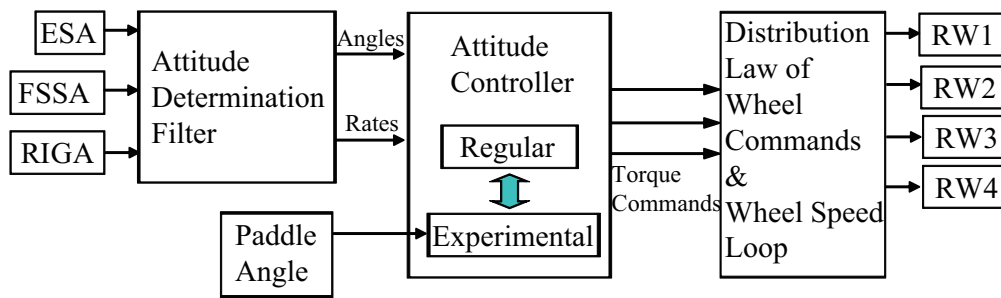 ESA
FSSA
RIGA
Attitude
Determination
Filter
Angles
Rates
Paddle
Angle
Attitude
Controller
Regular
Experimental
Torque
Commands
Distribution
Law of
Wheel
Commands
&
Wheel Speed
Loop
RW1
RW2
RW3
RW4